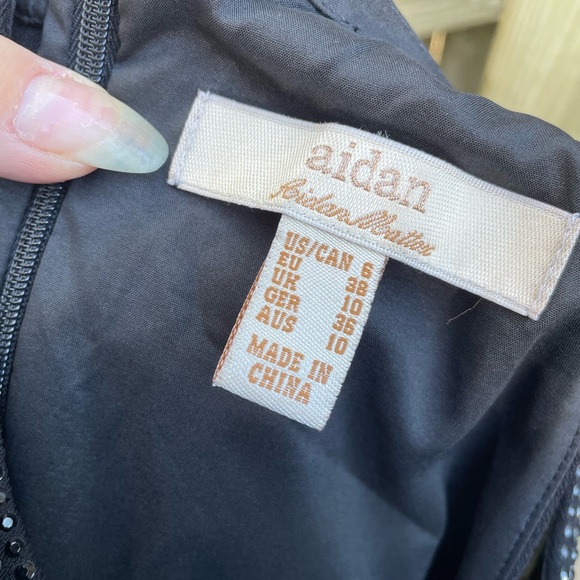 aidan
Aidan Mattox
US/CAN 6
EU 38
UK 10
GER 36
AUS 10
MADE IN
CHINA